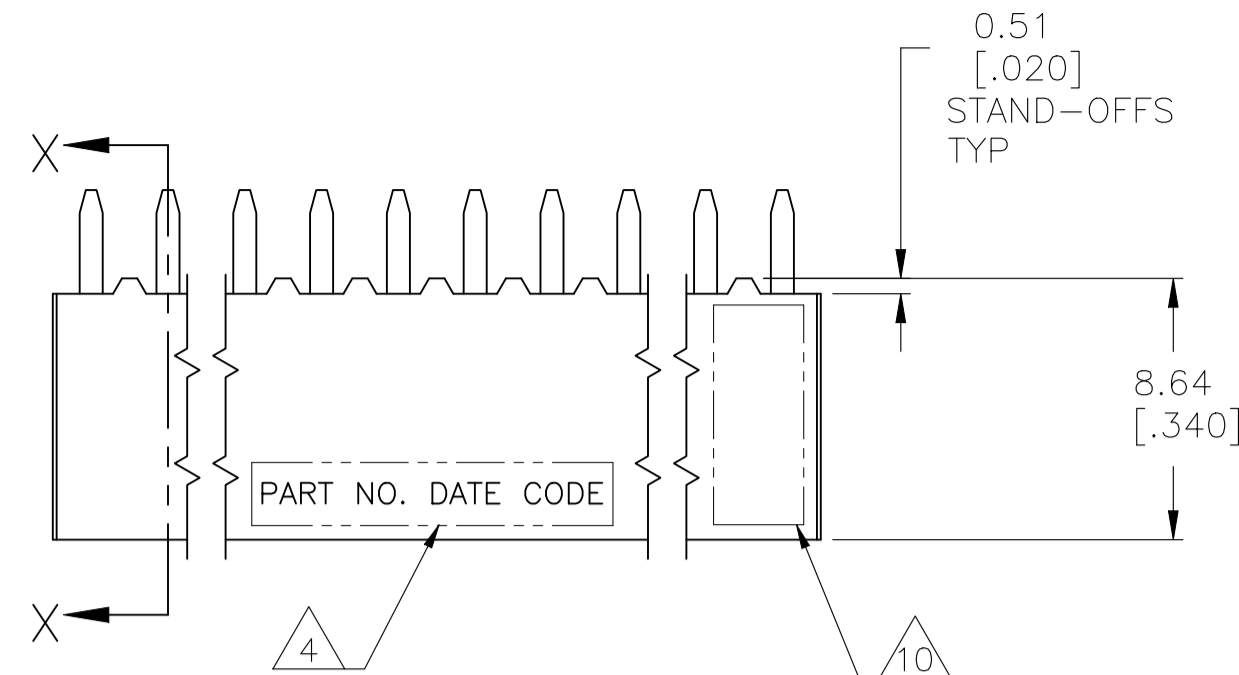 0.51
[.020]
STAND-OFFS
TYP
X
8.64
[.340]
PART NO. DATE CODE
X
4
10